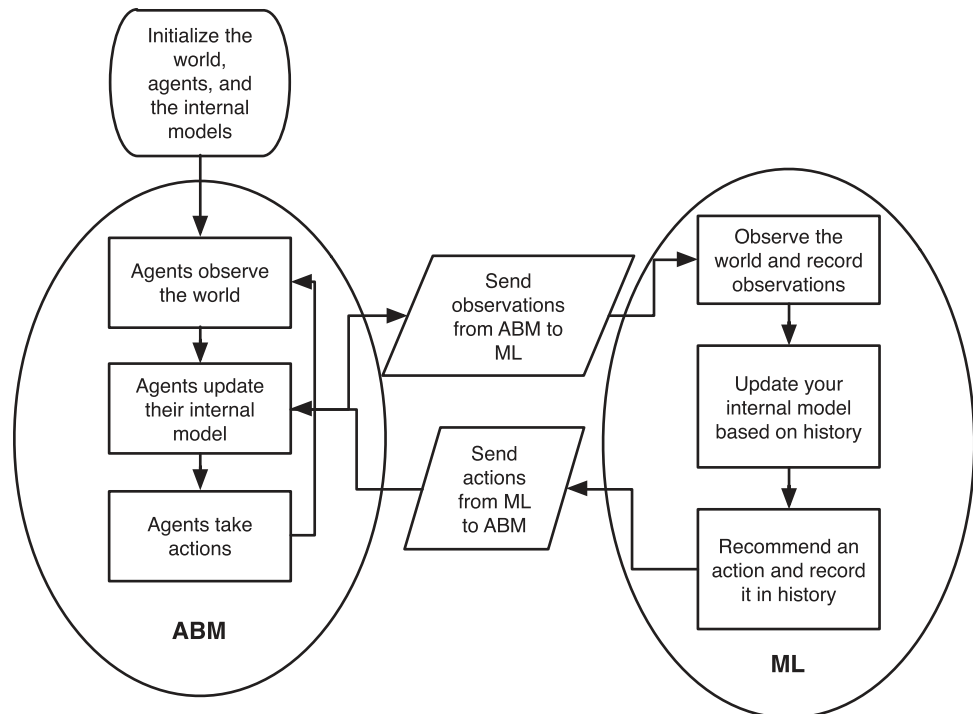 Initialize the
world,
agents, and
the internal
models
Agents observe
the world
Agents update
their internal
model
Agents take
actions
ABM
Send
observations
from ABM to
ML
Send
actions
from ML
to ABM
Observe the
world and record
observations
Update your
internal model
based on history
Recommend an
action and record
it in history
ML